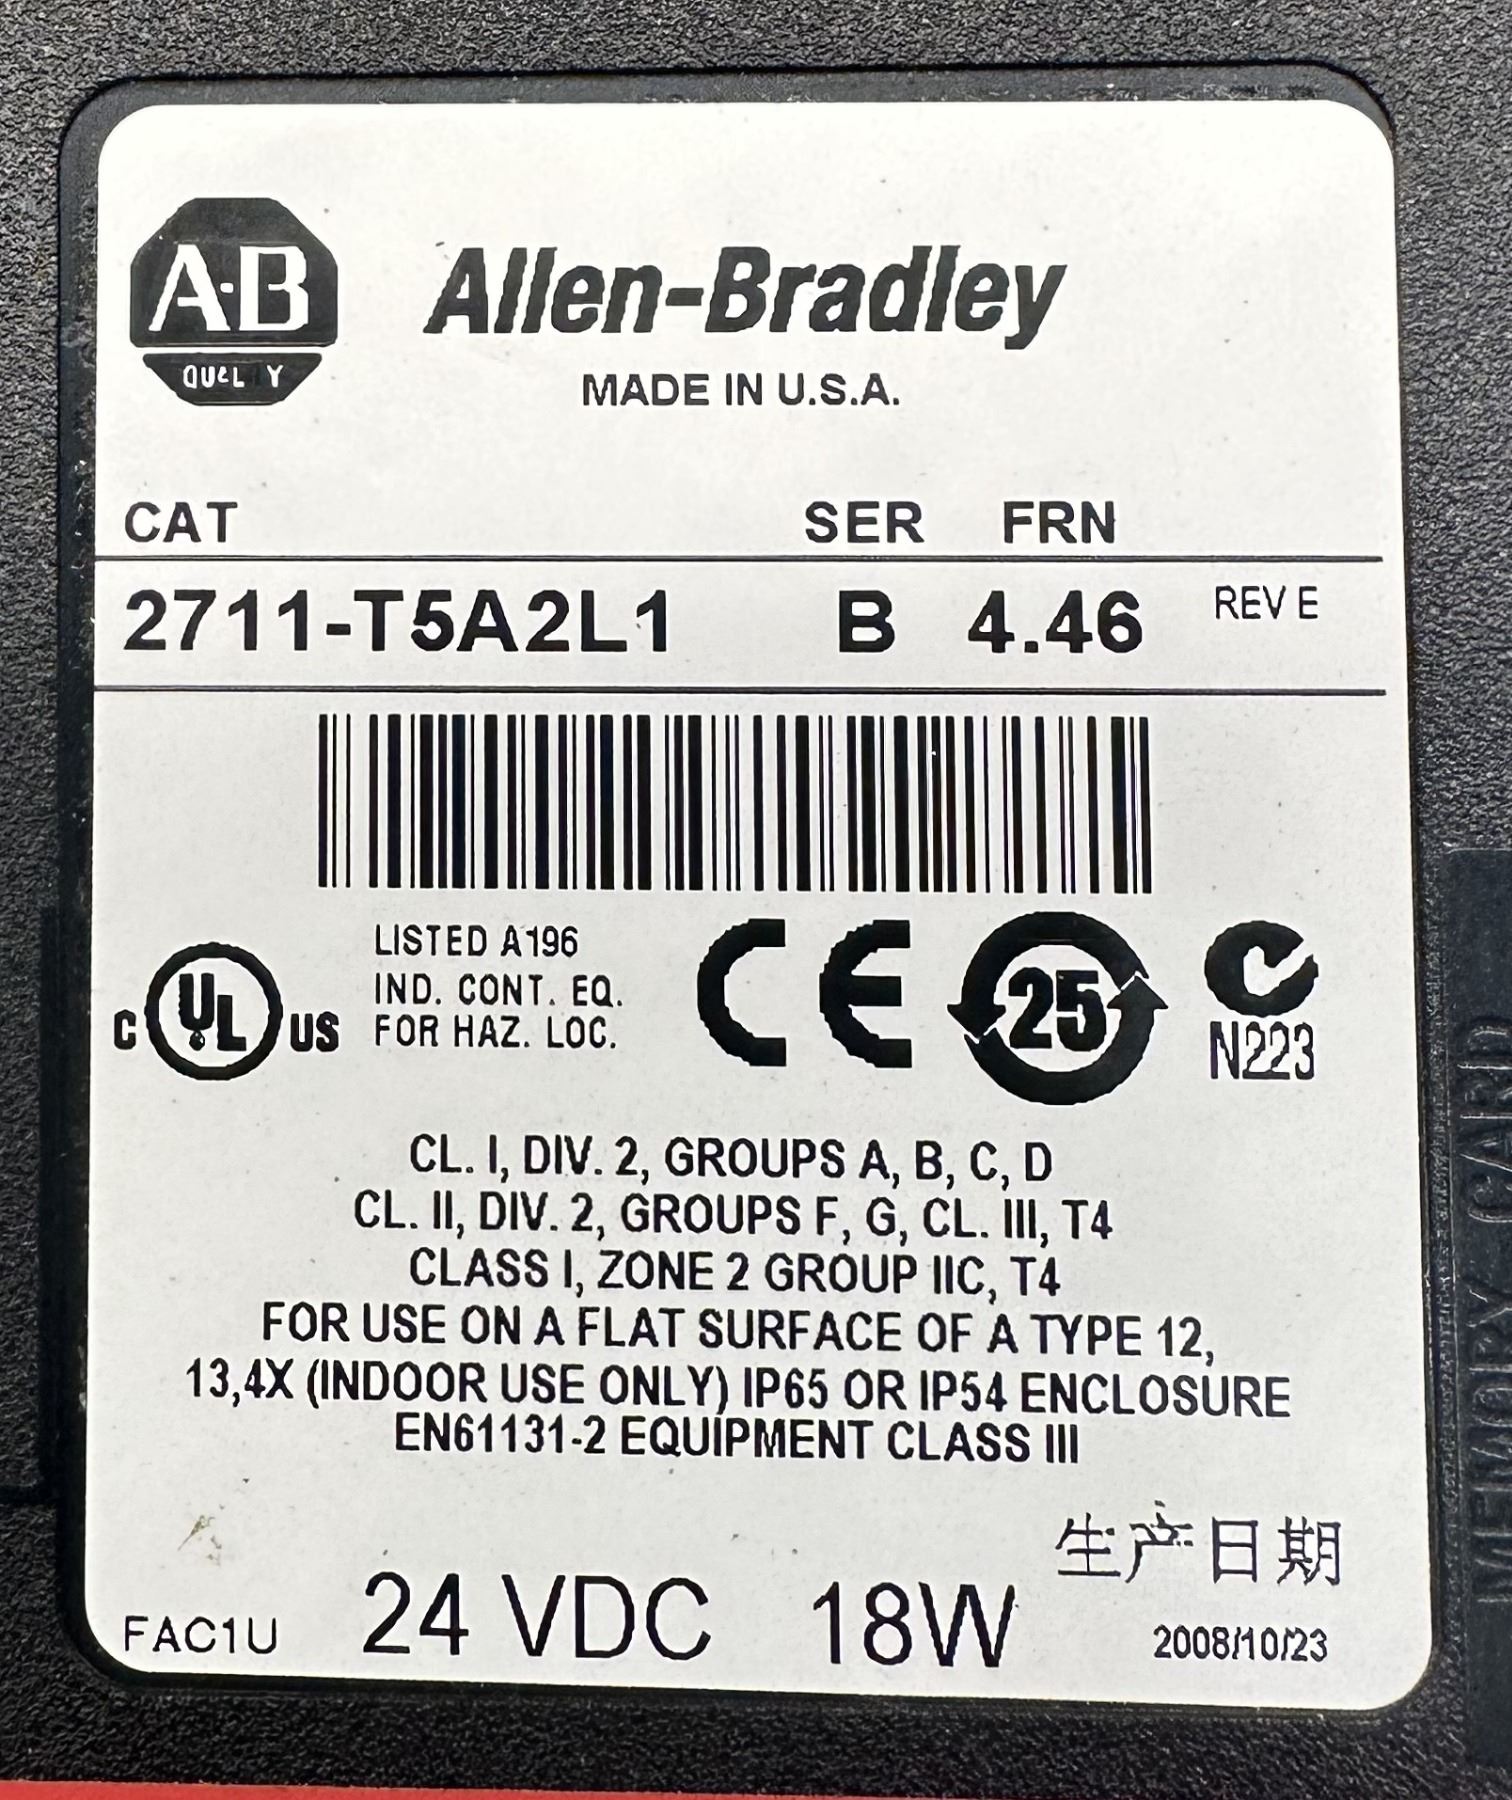 A·B
Allen-Bradley
MADE IN U.S.A.
CAT SER FRN
2711-T5A2L1 B 4.46 REV E
LISTED A196
IND. CONT. EQ.
FOR HAZ. LOC.
C UL US
CE
25
N223
CL. I, DIV. 2, GROUPS A, B, C, D
CL. II, DIV. 2, GROUPS F, G, CL. III, T4
CLASS I, ZONE 2 GROUP IIC, T4
FOR USE ON A FLAT SURFACE OF A TYPE 12,
13,4X (INDOOR USE ONLY) IP65 OR IP54 ENCLOSURE
EN61131-2 EQUIPMENT CLASS III
生产日期
FAC1U 24 VDC 18W 2008/10/23
MEMORY CARD